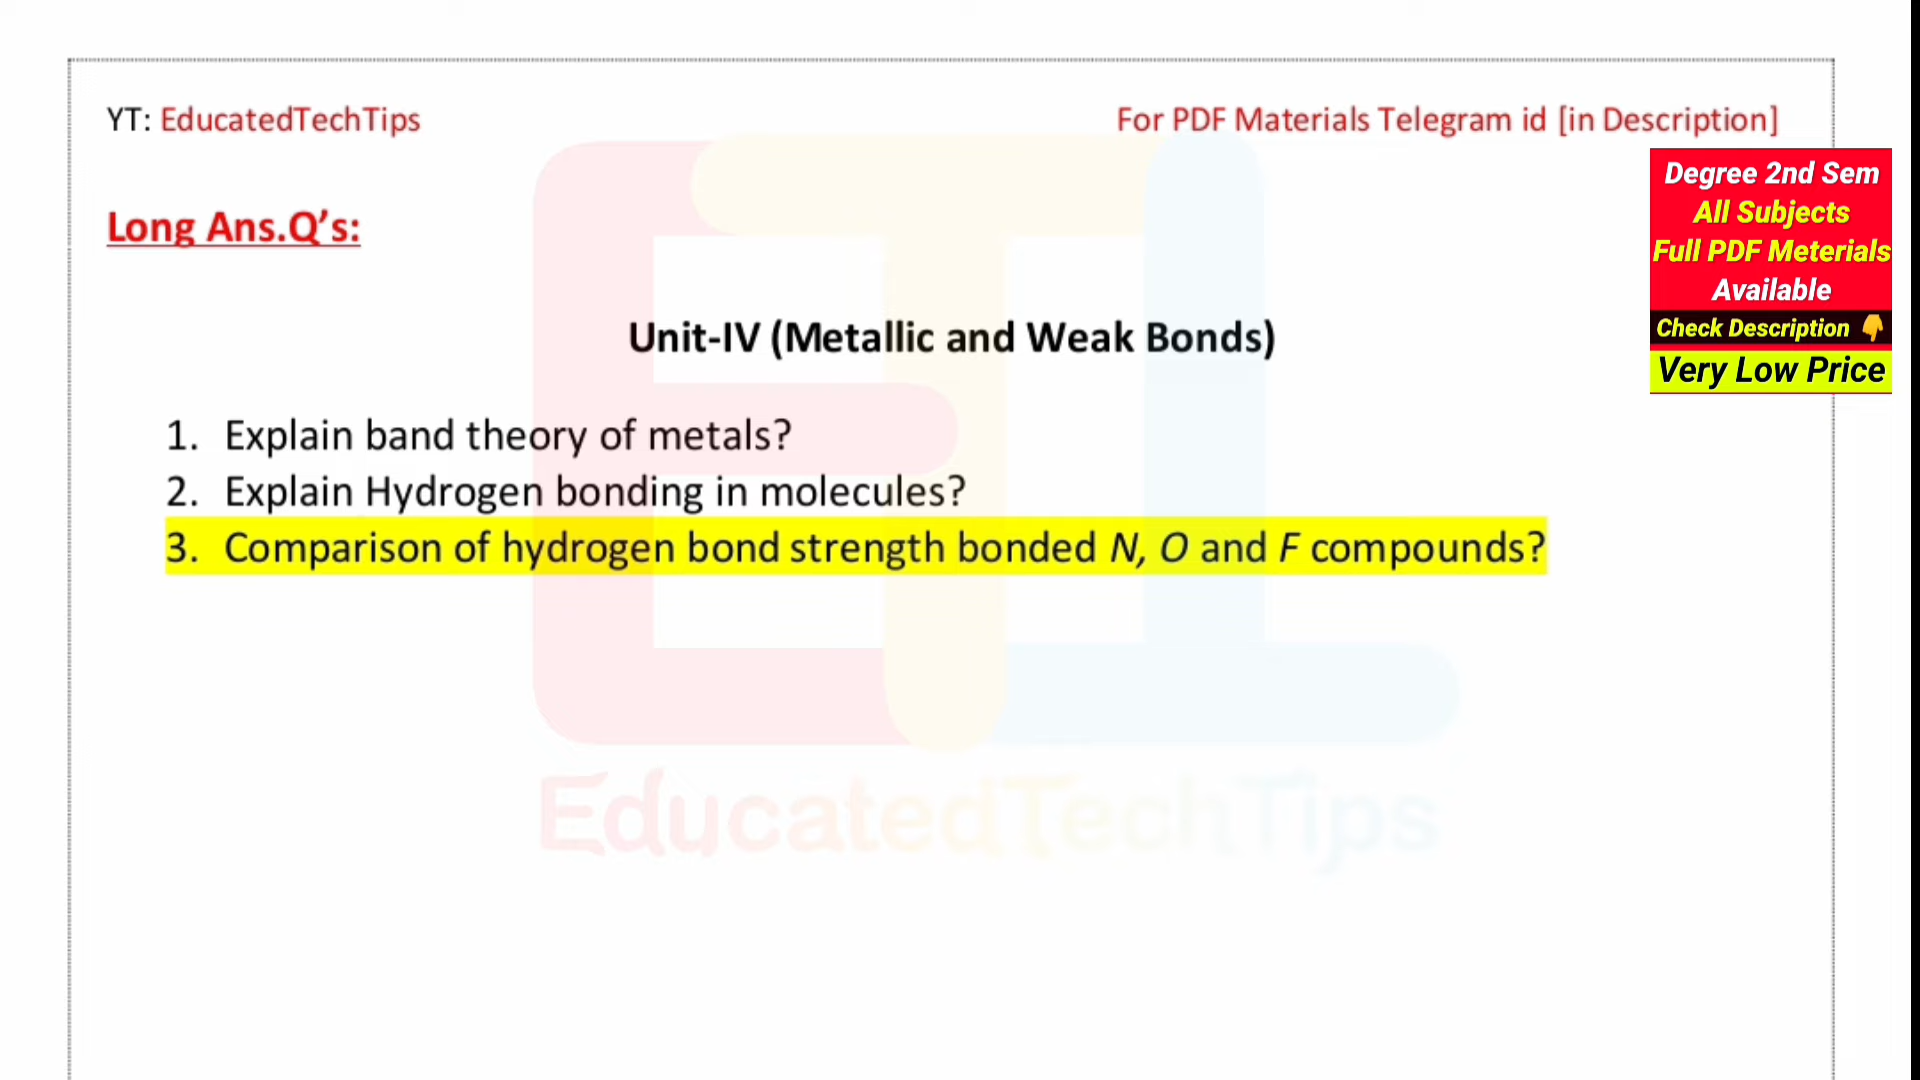 YT: EducatedTechTips
For PDF Materials Telegram id [in Description]
Degree 2nd Sem
All Subjects
Full PDF Meterials
Available
Check Description 👇
Very Low Price
Long Ans.Q’s:
Unit-IV (Metallic and Weak Bonds)
1. Explain band theory of metals?
2. Explain Hydrogen bonding in molecules?
3. Comparison of hydrogen bond strength bonded N, O and F compounds?
EducatedTechTips